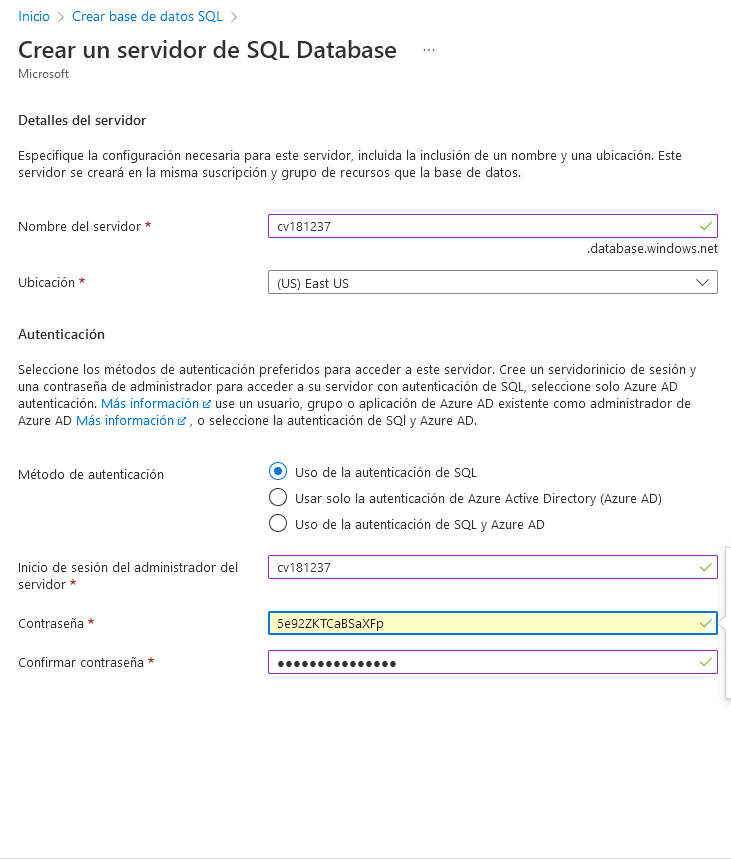 Inicio > Crear base de datos SQL >
Crear un servidor de SQL Database ...
Microsoft
Detalles del servidor
Especifique la configuración necesaria para este servidor, incluida la inclusión de un nombre y una ubicación. Este
servidor se creará en la misma suscripción y grupo de recursos que la base de datos.
Nombre del servidor *
cv181237
.database.windows.net
Ubicación *
(US) East US
Autenticación
Seleccione los métodos de autenticación preferidos para acceder a este servidor. Cree un servidorinicio de sesión y
una contraseña de administrador para acceder a su servidor con autenticación de SQL, seleccione solo Azure AD
autenticación. Más información use un usuario, grupo o aplicación de Azure AD existente como administrador de
Azure AD Más información , o seleccione la autenticación de SQl y Azure AD.
Método de autenticación
Uso de la autenticación de SQL
Usar solo la autenticación de Azure Active Directory (Azure AD)
Uso de la autenticación de SQL y Azure AD
Inicio de sesión del administrador del
servidor *
cv181237
Contraseña *
5e92ZKTCaBSaXFp
Confirmar contraseña *
●●●●●●●●●●●●●●●